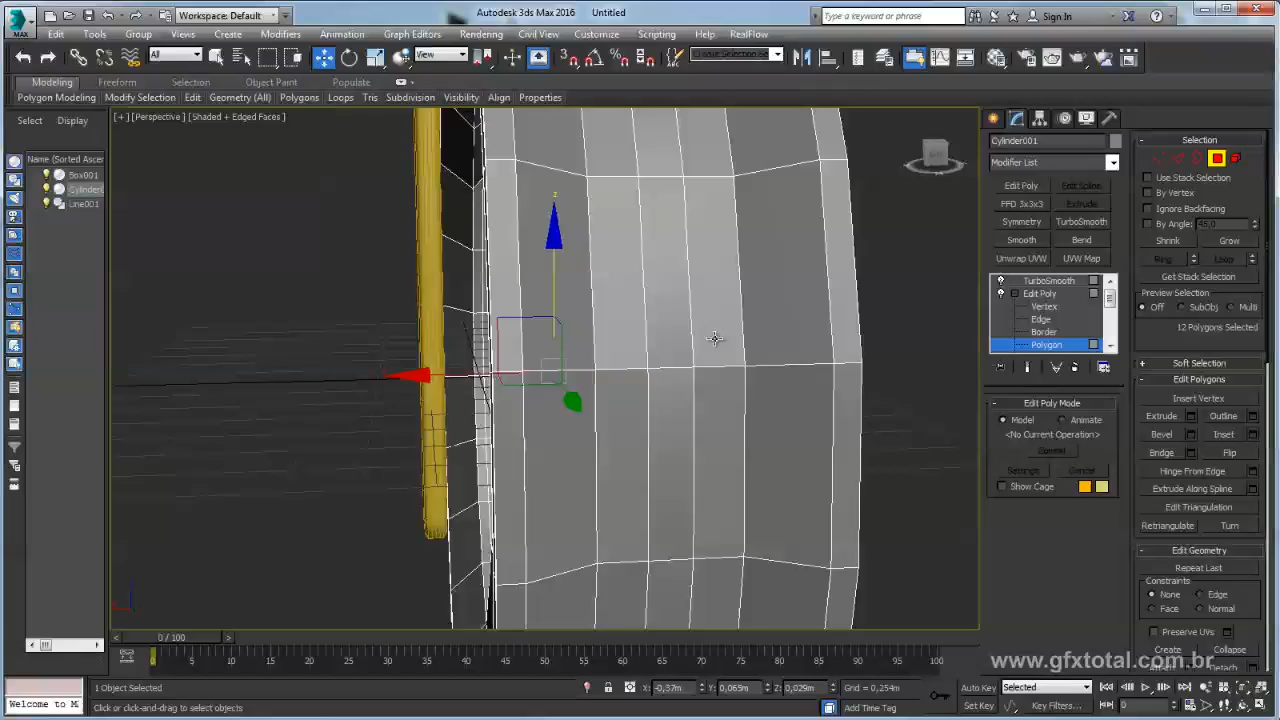 Workspace: Default
Autodesk 3ds Max 2016
Untitled
Type a keyword or phrase
Sign In
MAX
Edit Tools Group Views Create Modifiers Animation Graph Editors Rendering Civil View Customize Scripting Help RealFlow
All
View
Modeling Freeform Selection Object Paint Populate
Polygon Modeling Modify Selection Edit Geometry (All) Polygons Loops Tris Subdivision Visibility Align Properties
Select Display
[+] [Perspective] [Shaded + Edged Faces]
Name (Sorted Ascen
Box001
Cylinder0
Line001
Cylinder001
Modifier List
Edit Poly Edit Spline
FFD 3x3x3 Extrude
Symmetry TurboSmooth
Smooth Bend
Unwrap UVW UVW Map
TurboSmooth
Edit Poly
Vertex
Edge
Border
Polygon
Edit Poly Mode
Model Animate
<No Current Operation>
Commit
Settings Cancel
Show Cage
Selection
Use Stack Selection
By Vertex
Ignore Backfacing
By Angle: 45,0
Shrink Grow
Ring Loop
Get Stack Selection
Preview Selection
Off SubObj Multi
12 Polygons Selected
Soft Selection
Edit Polygons
Insert Vertex
Extrude Outline
Bevel Inset
Bridge Flip
Hinge From Edge
Extrude Along Spline
Edit Triangulation
Retriangulate Turn
Edit Geometry
Repeat Last
Constraints
None Edge
Face Normal
Preserve UVs
Create Collapse
Detach
z
0 / 100
0 5 10 15 20 25 30 35 40 45 50 55 60 65 70 75 80 85 90 95 100
www.gfxtotal.com.br
1 Object Selected
X: -0,37m Y: 0,065m Z: 0,029m Grid = 0,254m
Auto Key Selected
Welcome to M
Click or click-and-drag to select objects
Add Time Tag
Set Key Key Filters... 0